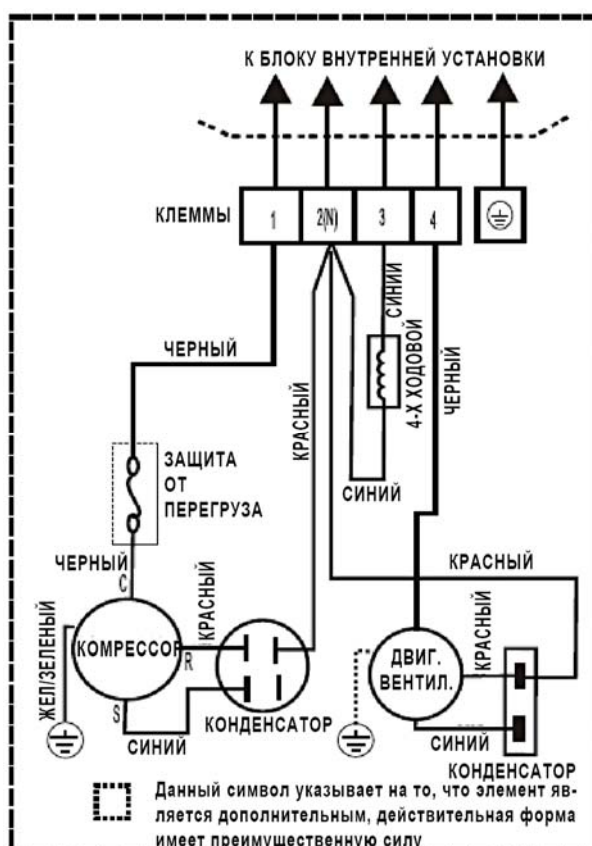 К БЛОКУ ВНУТРЕННЕЙ УСТАНОВКИ
КЛЕММЫ
1
2(N)
3
4
СИНИЙ
4-Х ХОДОВОЙ
ЧЕРНЫЙ
ЧЕРНЫЙ
КРАСНЫЙ
СИНИЙ
ЗАЩИТА
ОТ
ПЕРЕГРУЗА
ЧЕРНЫЙ
C
КРАСНЫЙ
КРАСНЫЙ
КРАСНЫЙ
ЖЕЛ/ЗЕЛЕНЫЙ
КОМРЕССОР
R
S
СИНИЙ
КОНДЕНСАТОР
ДВИГ.
ВЕНТИЛ.
СИНИЙ
КОНДЕНСАТОР
Данный символ указывает на то, что элемент яв-
ляется дополнительным, действительная форма
имеет преимущественную силу